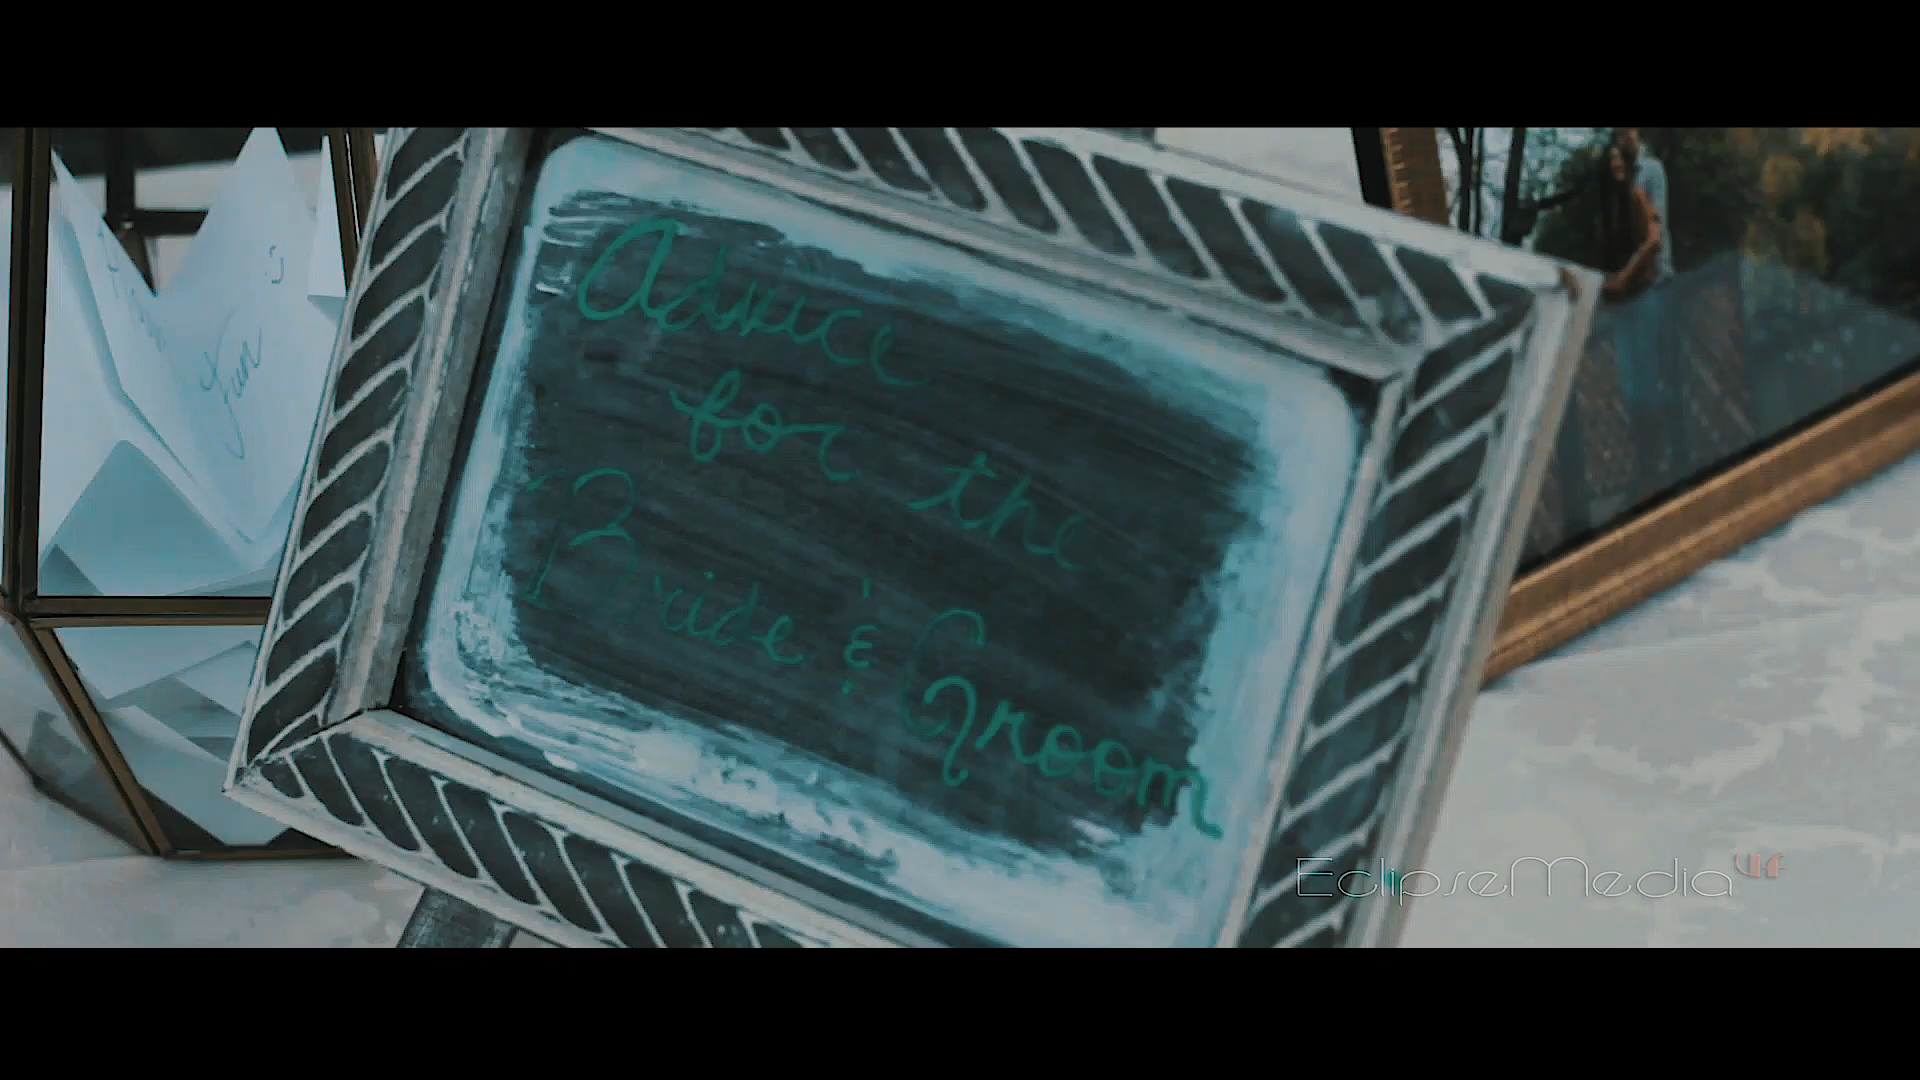 Advice
for the
Bride & Groom
Fun
EclipseMedia